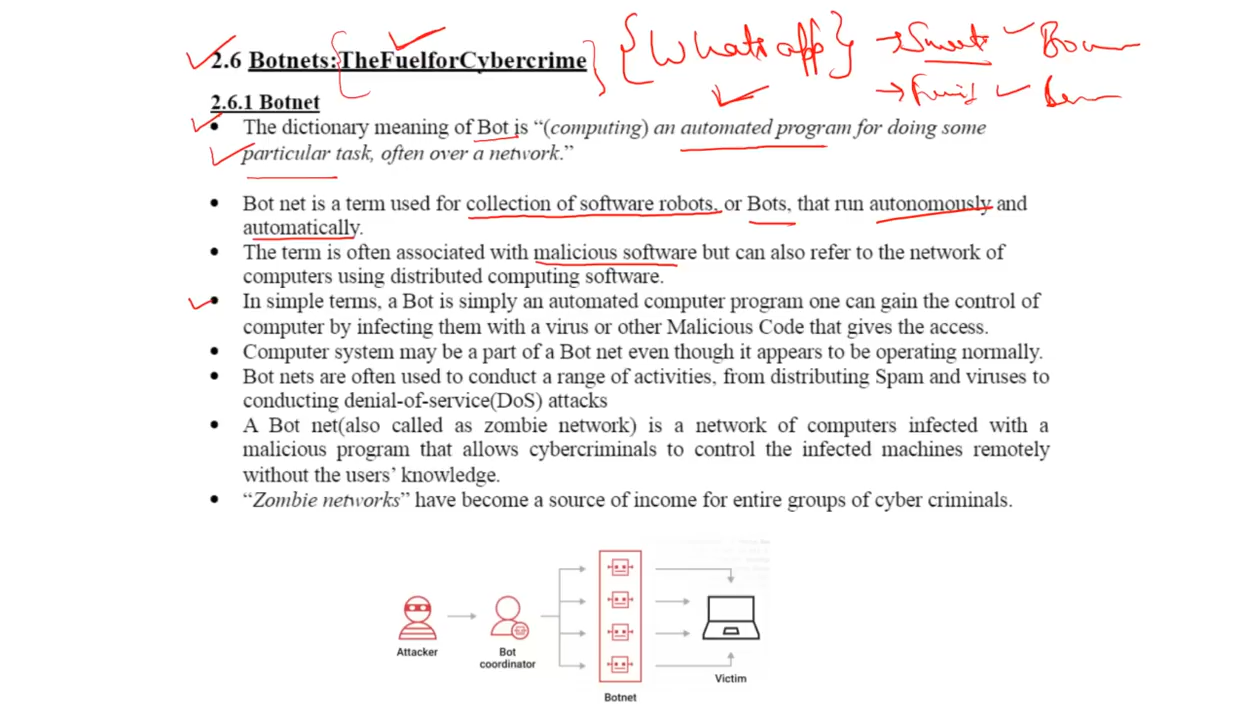 2.6 Botnets:TheFuelforCybercrime
{Whatsapp}
2.6.1 Botnet
• The dictionary meaning of Bot is “(computing) an automated program for doing some
particular task, often over a network.”
• Bot net is a term used for collection of software robots, or Bots, that run autonomously and
automatically.
• The term is often associated with malicious software but can also refer to the network of
computers using distributed computing software.
• In simple terms, a Bot is simply an automated computer program one can gain the control of
computer by infecting them with a virus or other Malicious Code that gives the access.
• Computer system may be a part of a Bot net even though it appears to be operating normally.
• Bot nets are often used to conduct a range of activities, from distributing Spam and viruses to
conducting denial-of-service(DoS) attacks
• A Bot net(also called as zombie network) is a network of computers infected with a
malicious program that allows cybercriminals to control the infected machines remotely
without the users’ knowledge.
• “Zombie networks” have become a source of income for entire groups of cyber criminals.
Attacker
Bot
coordinator
Botnet
Victim